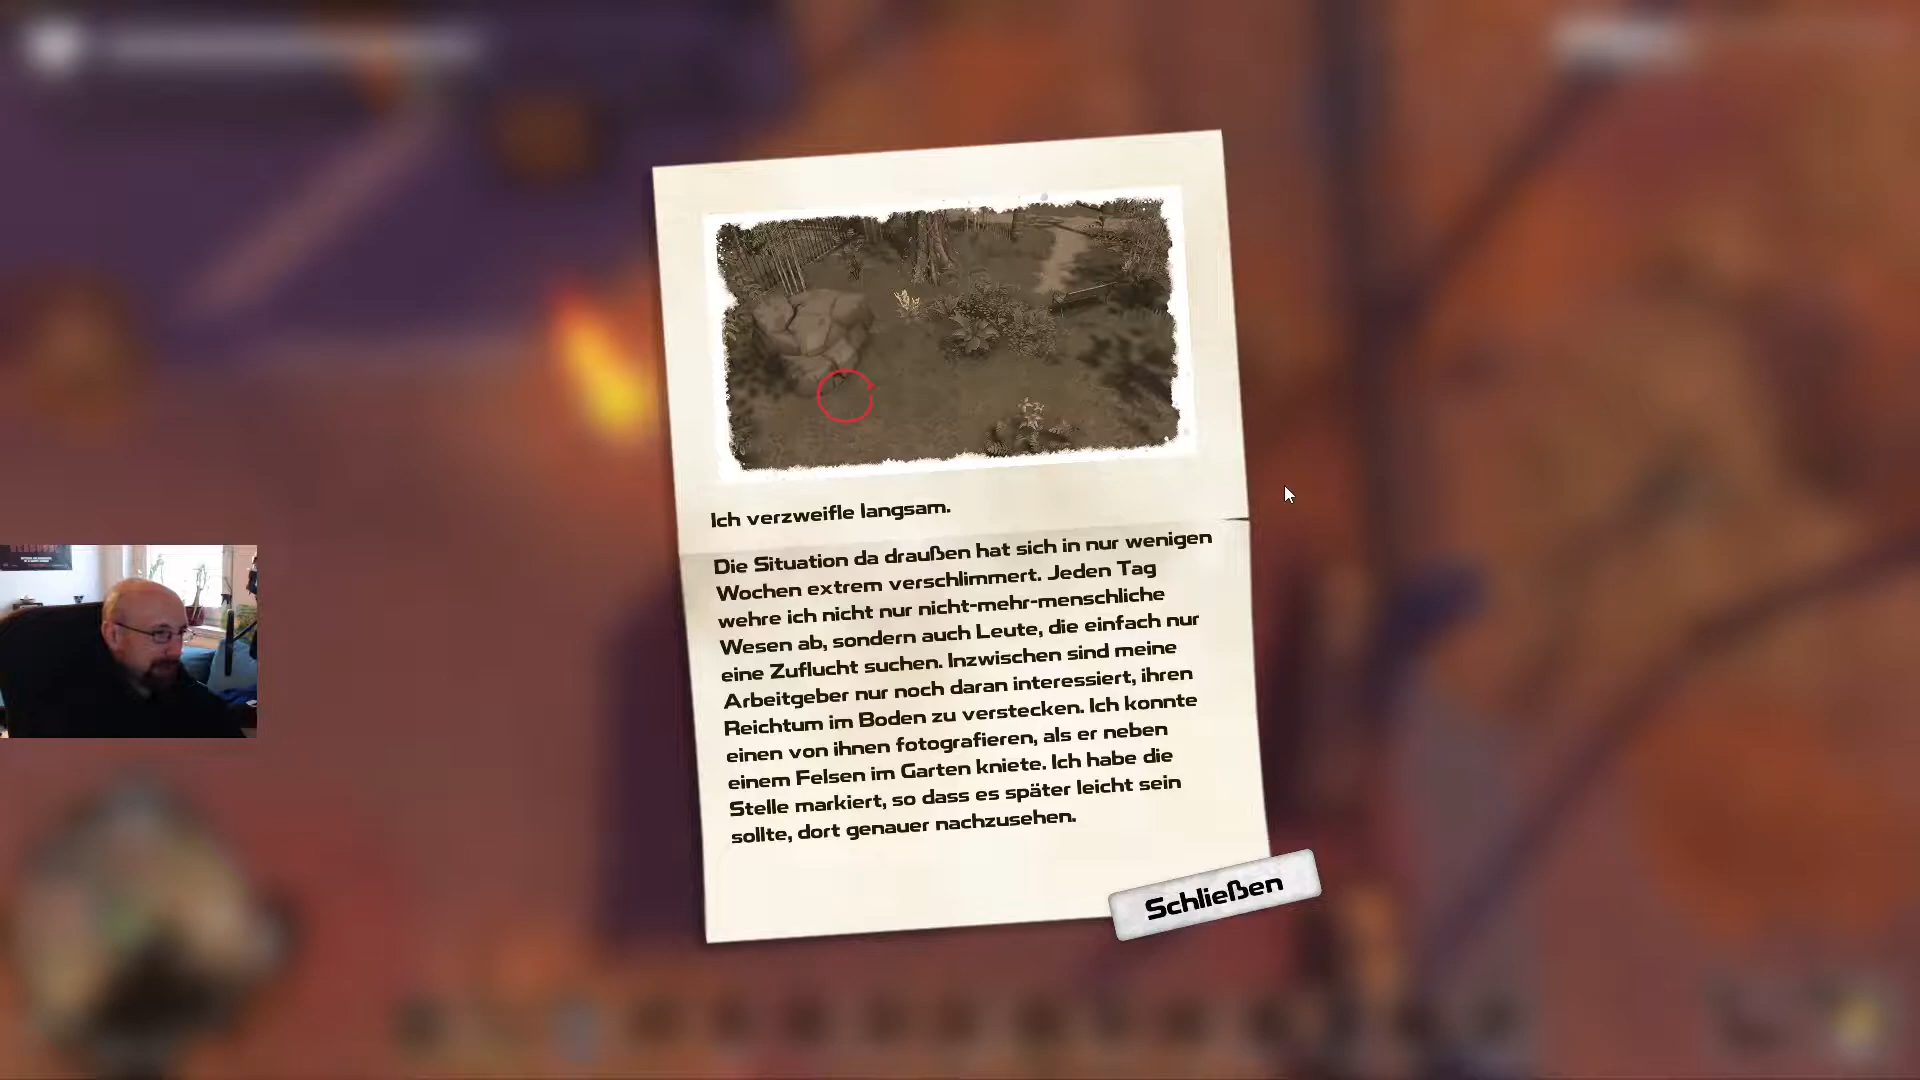 Ich verzweifle langsam.
Die Situation da draußen hat sich in nur wenigen
Wochen extrem verschlimmert. Jeden Tag
wehre ich nicht nur nicht-mehr-menschliche
Wesen ab, sondern auch Leute, die einfach nur
eine Zuflucht suchen. Inzwischen sind meine
Arbeitgeber nur noch daran interessiert, ihren
Reichtum im Boden zu verstecken. Ich konnte
einen von ihnen fotografieren, als er neben
einem Felsen im Garten kniete. Ich habe die
Stelle markiert, so dass es später leicht sein
sollte, dort genauer nachzusehen.
Schließen